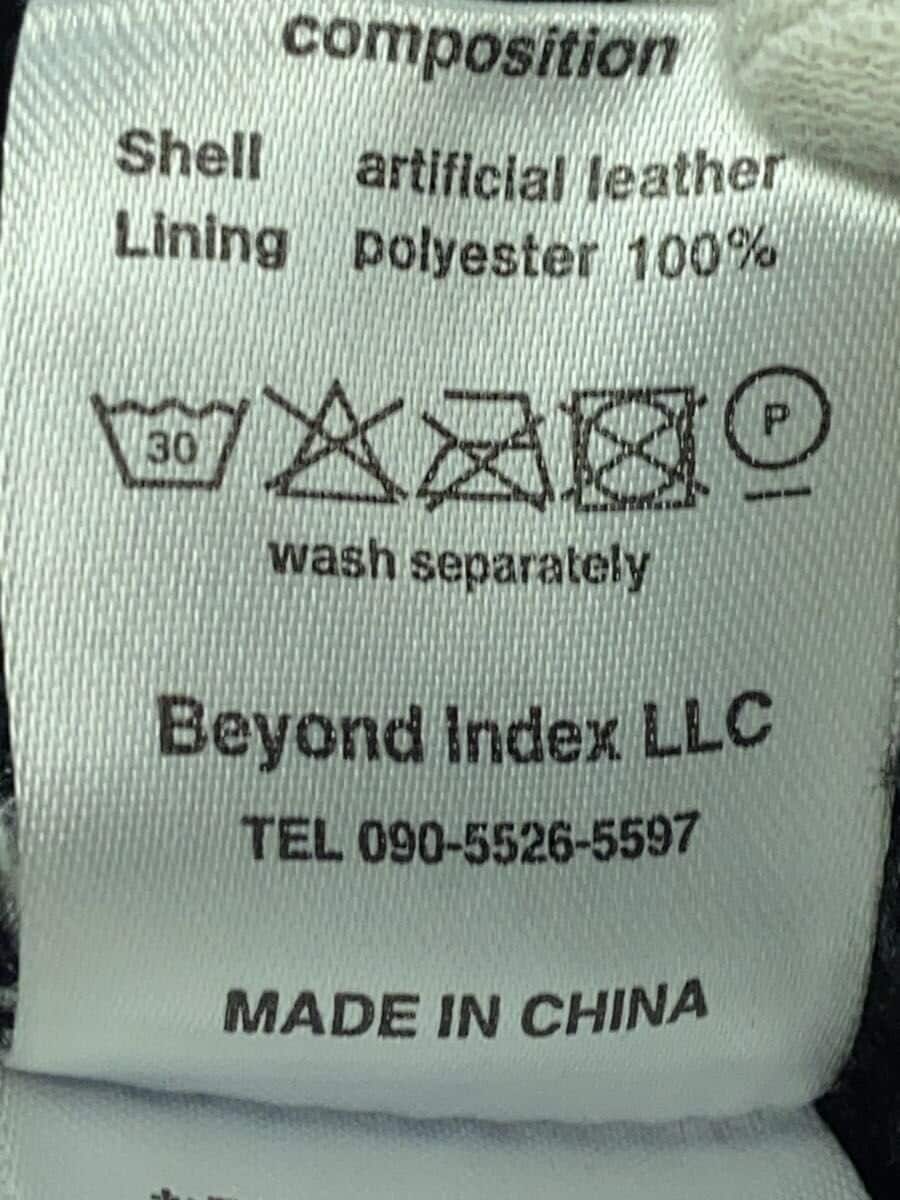 composition
Shell artificial leather
Lining polyester 100%
30
P
wash separately
Beyond Index LLC
TEL 090-5526-5597
MADE IN CHINA